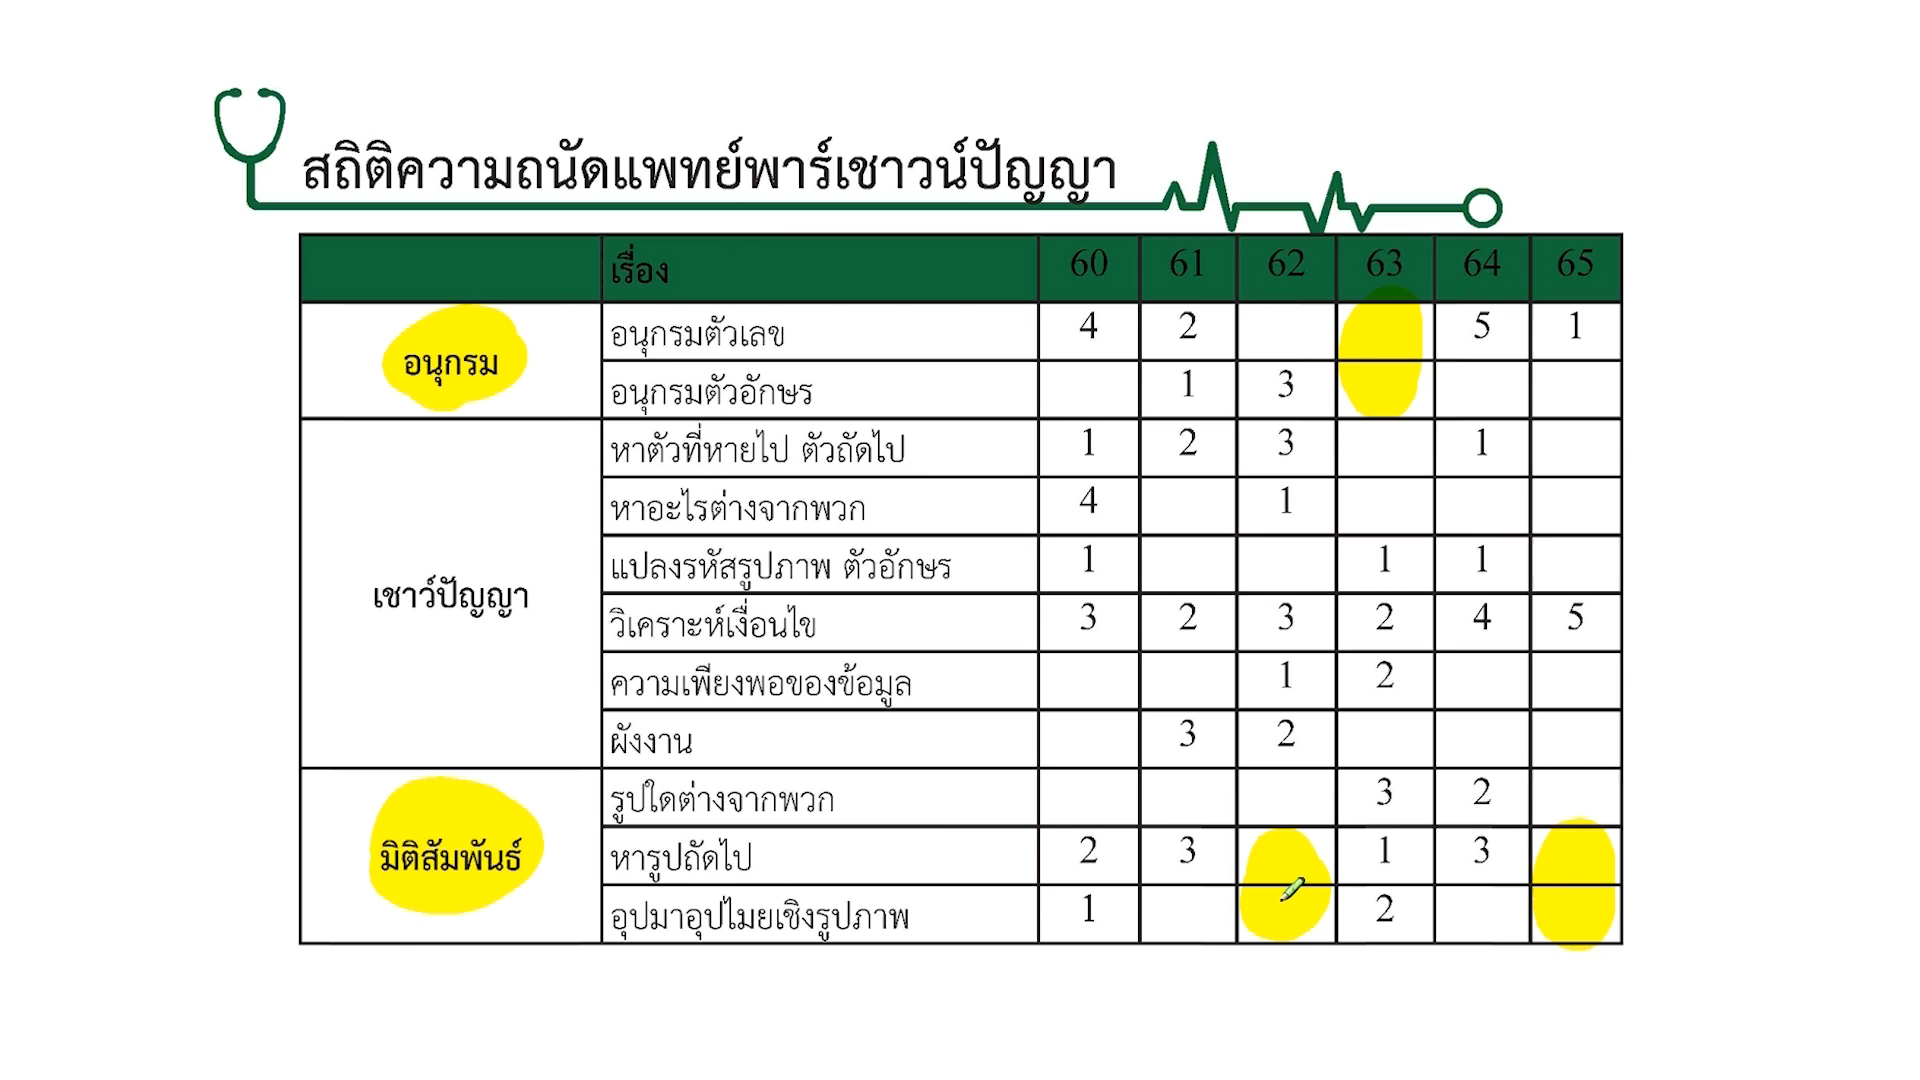 สถิติความถนัดแพทย์พาร์เชาวน์ปัญญา
เรื่อง 60 61 62 63 64 65
อนุกรม
อนุกรมตัวเลข 4 2 5 1
อนุกรมตัวอักษร 1 3
เชาว์ปัญญา
หาตัวที่หายไป ตัวถัดไป 1 2 3 1
หาอะไรต่างจากพวก 4 1
แปลงรหัสรูปภาพ ตัวอักษร 1 1 1
วิเคราะห์เงื่อนไข 3 2 3 2 4 5
ความเพียงพอของข้อมูล 1 2
ผังงาน 3 2
มิติสัมพันธ์
รูปใดต่างจากพวก 3 2
หารูปถัดไป 2 3 1 3
อุปมาอุปไมยเชิงรูปภาพ 1 2